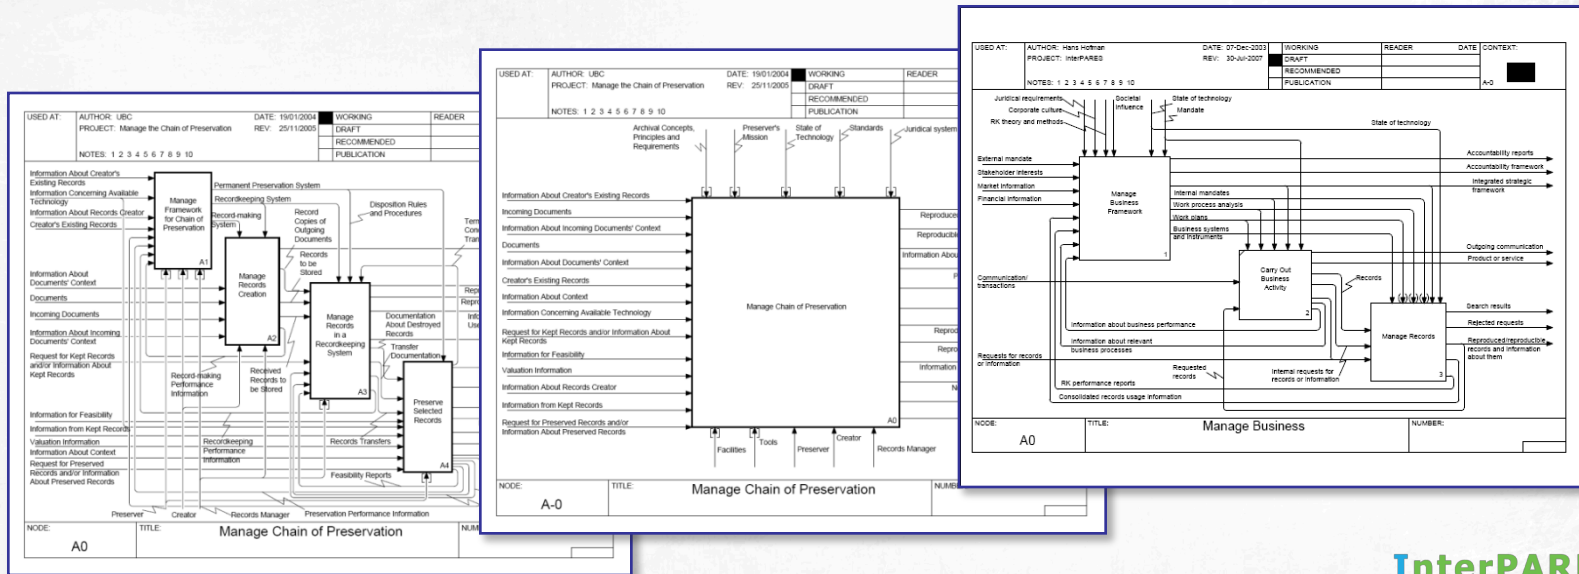 USED AT:
AUTHOR: UBC
PROJECT: Manage the Chain of Preservation
NOTES: 1 2 3 4 5 6 7 8 9 10
DATE: 19/01/2004
REV: 25/11/2005
WORKING
DRAFT
RECOMMENDED
PUBLICATION
READER
Information About Creator's
Existing Records
Information Concerning Available
Technology
Information About Records Creator
Creator's Existing Records
Information About
Documents' Context
Documents
Incoming Documents
Information About Incoming
Documents' Context
Request for Kept Records
and/or Information About
Kept Records
Information for Feasibility
Information from Kept Records
Valuation Information
Information About Context
Request for Preserved
Records and/or Information
About Preserved Records
Manage
Framework
for Chain of
Preservation
A1
Permanent Preservation System
Recordkeeping System
Record-making
System
Record
Copies of
Outgoing
Documents
Disposition Rules
and Procedures
Records
to be
Stored
Manage
Records
Creation
A2
Manage
Records
in a
Recordkeeping
System
A3
Documentation
About Destroyed
Records
Transfer
Documentation
Record-making
Performance
Information
Received
Records to
be Stored
Preserve
Selected
Records
A4
Recordkeeping
Performance
Information
Records Transfers
Feasibility Reports
Preserver
Creator
Records Manager
Preservation Performance Information
NODE:
A0
TITLE:
Manage Chain of Preservation
USED AT:
AUTHOR: UBC
PROJECT: Manage the Chain of Preservation
NOTES: 1 2 3 4 5 6 7 8 9 10
DATE: 19/01/2004
REV: 25/11/2005
WORKING
DRAFT
RECOMMENDED
PUBLICATION
READER
Archival Concepts,
Principles and
Requirements
Preserver's
Mission
State of
Technology
Standards
Juridical system
Information About Creator's Existing Records
Incoming Documents
Information About Incoming Documents' Context
Documents
Information About Documents' Context
Creator's Existing Records
Information About Context
Information Concerning Available Technology
Request for Kept Records and/or Information About
Kept Records
Information for Feasibility
Valuation Information
Information About Records Creator
Information from Kept Records
Request for Preserved Records and/or
Information About Preserved Records
Manage Chain of Preservation
A0
Facilities
Tools
Preserver
Creator
Records Manager
NODE:
A-0
TITLE:
Manage Chain of Preservation
USED AT:
AUTHOR: Hans Hofman
PROJECT: InterPARES
NOTES: 1 2 3 4 5 6 7 8 9 10
DATE: 07-Dec-2003
REV: 30-Jul-2007
WORKING
DRAFT
RECOMMENDED
PUBLICATION
READER
DATE
CONTEXT:
A-0
Juridical requirements
Corporate culture
RK theory and methods
Societal
influence
State of technology
Mandate
State of technology
External mandate
Stakeholder interests
Market information
Financial information
Manage
Business
Framework
1
Accountability reports
Accountability framework
Integrated strategic
framework
Internal mandates
Work process analysis
Work plans
Business systems
and instruments
Communication/
transactions
Carry Out
Business
Activity
2
Outgoing communication
Product or service
Records
Manage Records
3
Search results
Rejected requests
Reproduced/reproducible
records and information
about them
Information about business performance
Information about relevant
business processes
Requests for records
or information
Requested
records
Internal requests for
records or information
RK performance reports
Consolidated records usage information
NODE:
A0
TITLE:
Manage Business
NUMBER: